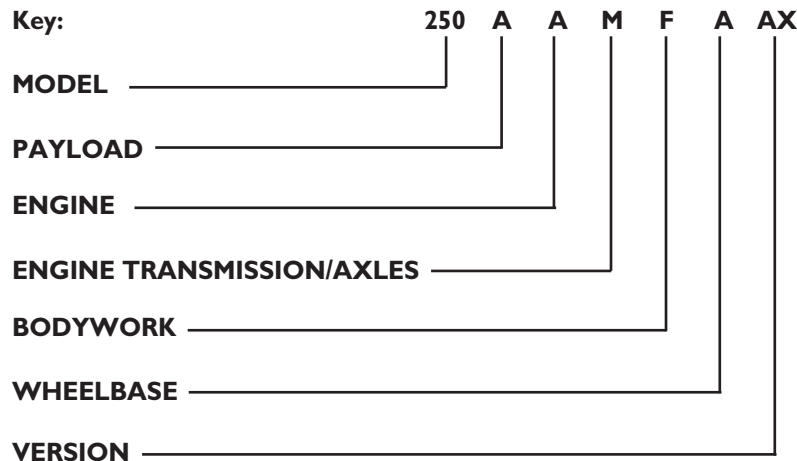 Key: 250 A A M F A AX
MODEL
PAYLOAD
ENGINE
ENGINE TRANSMISSION/AXLES
BODYWORK
WHEELBASE
VERSION